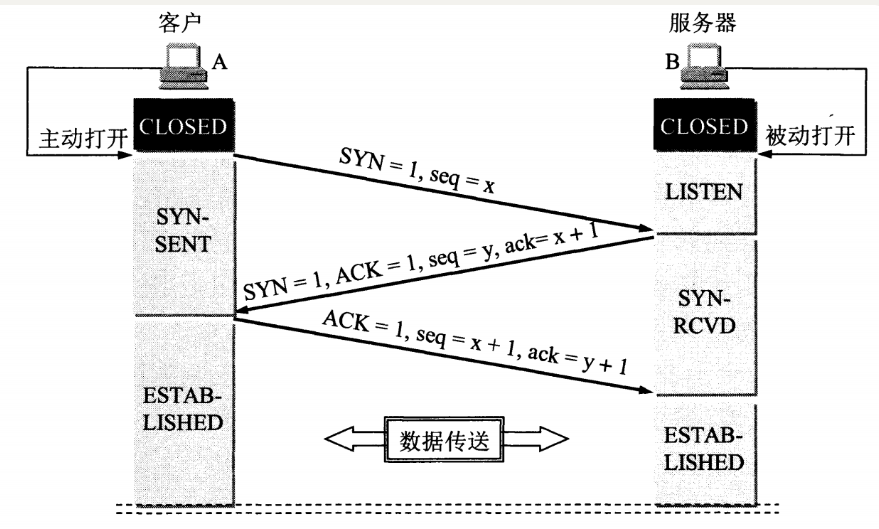 客户
服务器
A
B
主动打开
CLOSED
CLOSED
被动打开
SYN = 1, seq = x
LISTEN
SYN-
SENT
SYN = 1, ACK = 1, seq = y, ack= x + 1
SYN-
RCVD
ACK = 1, seq = x + 1, ack = y + 1
ESTAB-
LISHED
数据传送
ESTAB-
LISHED